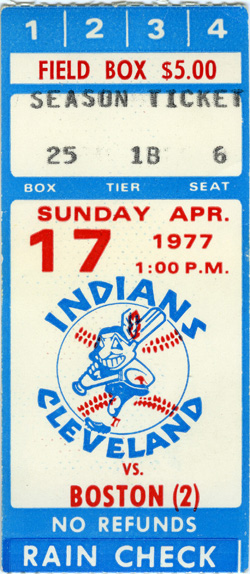 1 2 3 4
FIELD BOX $5.00
SEASON TICKET
25 18 6
BOX TIER SEAT
SUNDAY APR.
17 1977
1:00 P.M.
INDIANS
CLEVELAND
VS.
BOSTON (2)
NO REFUNDS
RAIN CHECK